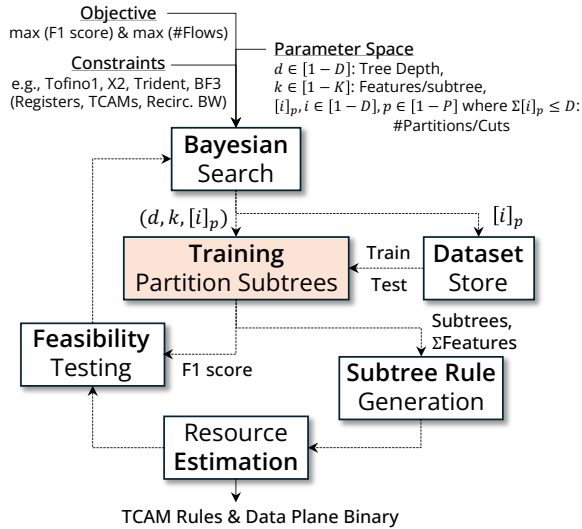 Objective
max (F1 score) & max (#Flows)
Constraints
e.g., Tofino1, X2, Trident, BF3
(Registers, TCAMs, Recirc. BW)
Parameter Space
d ∈ [1 − D]: Tree Depth,
k ∈ [1 − K]: Features/subtree,
[i]ₚ, i ∈ [1 − D], p ∈ [1 − P] where Σ[i]ₚ ≤ D:
#Partitions/Cuts
Bayesian
Search
(d, k, [i]ₚ)
[i]ₚ
Training
Partition Subtrees
Train
Test
Dataset
Store
Feasibility
Testing
F1 score
Subtrees,
ΣFeatures
Subtree Rule
Generation
Resource
Estimation
TCAM Rules & Data Plane Binary